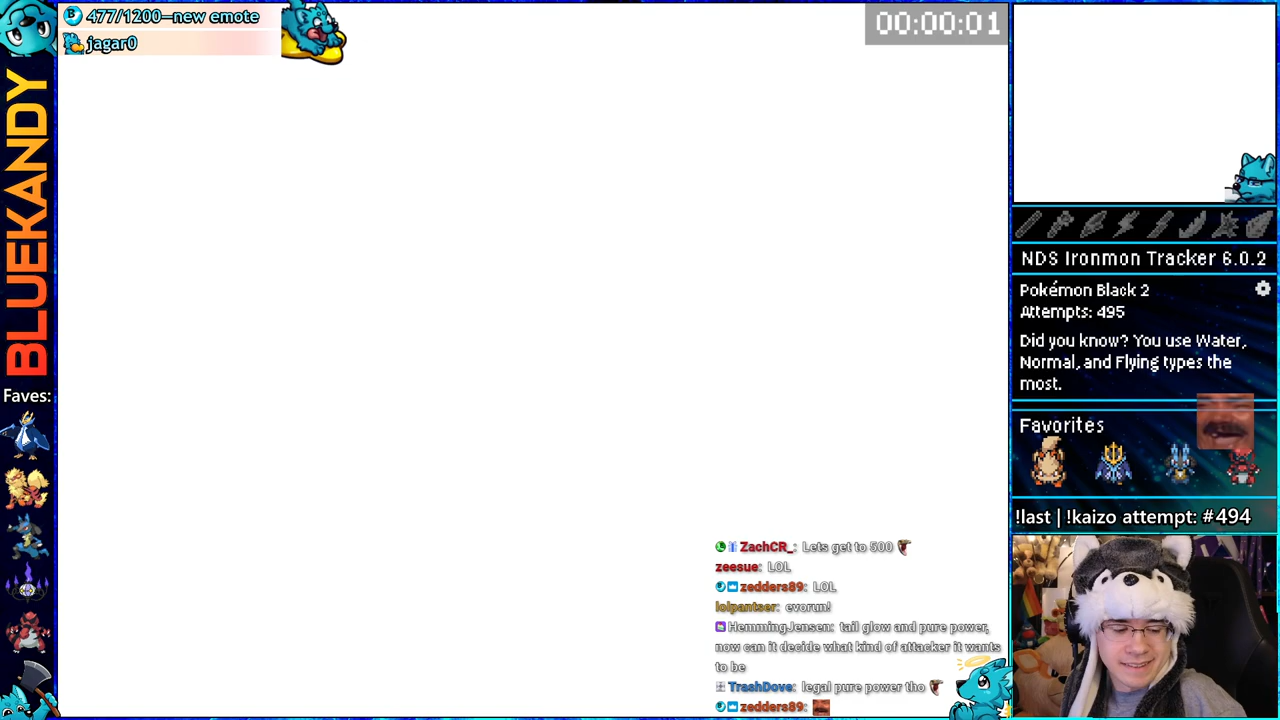 477/1200—new emote
jagar0
00:00:01
BLUEKANDY
Faves:
NDS Ironmon Tracker 6.0.2
Pokémon Black 2
Attempts: 495
Did you know? You use Water,
Normal, and Flying types the
most.
Favorites
!last | !kaizo attempt: #494
ZachCR_: Lets get to 500
zeesue: LOL
zedders89: LOL
lolpantser: evorun!
HemmingJensen: tail glow and pure power,
now can it decide what kind of attacker it wants
to be
TrashDove: legal pure power tho
zedders89: